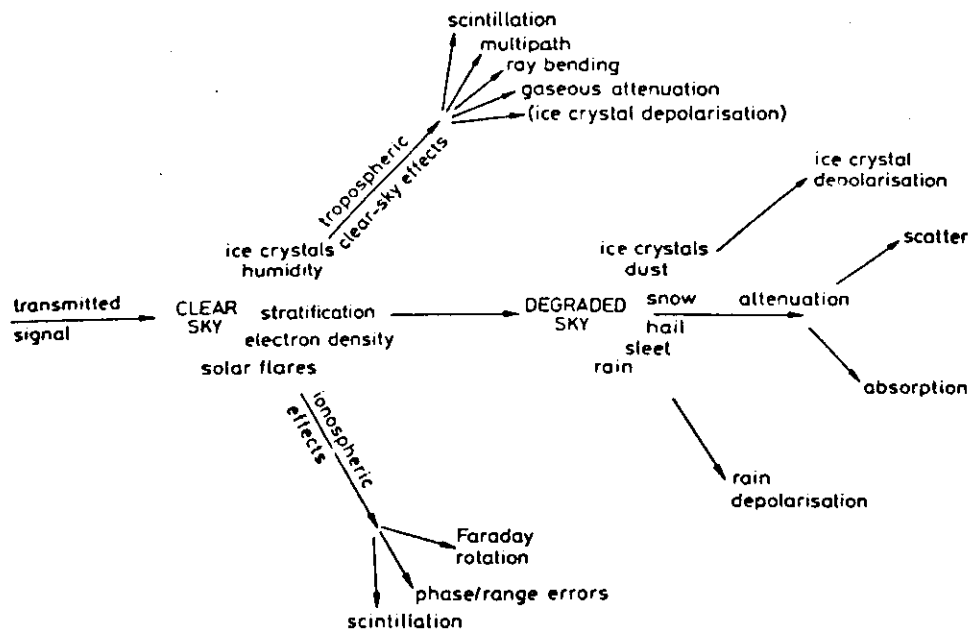 scintillation
multipath
ray bending
gaseous attenuation
(ice crystal depolarisation)
tropospheric
clear-sky effects
ice crystals
humidity
transmitted
signal
CLEAR
SKY
stratification
electron density
solar flares
ionospheric
effects
Faraday
rotation
phase/range errors
scintillation
ice crystals
dust
DEGRADED
SKY
snow
hail
sleet
rain
ice crystal
depolarisation
attenuation
scatter
absorption
rain
depolarisation